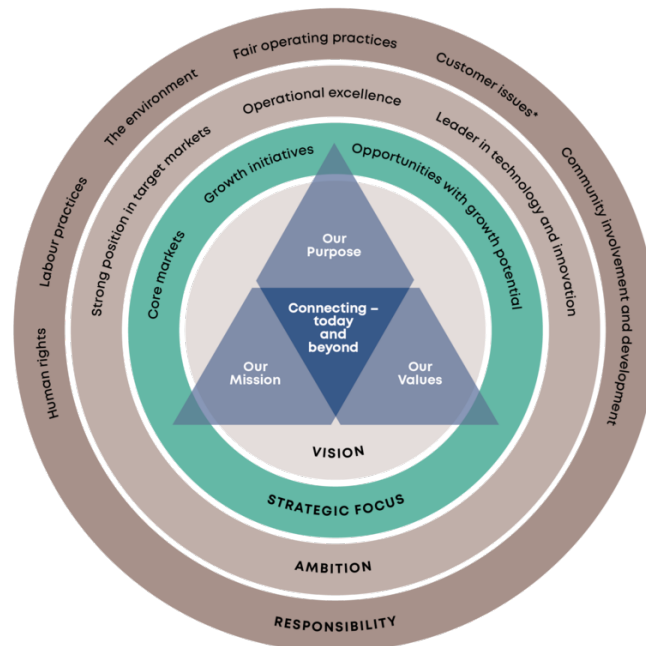 Human rights
Labour practices
The environment
Fair operating practices
Customer issues*
Community involvement and development
Strong position in target markets
Operational excellence
Leader in technology and innovation
Core markets
Growth initiatives
Opportunities with growth potential
Our
Purpose
Connecting –
today
and
beyond
Our
Mission
Our
Values
VISION
STRATEGIC FOCUS
AMBITION
RESPONSIBILITY